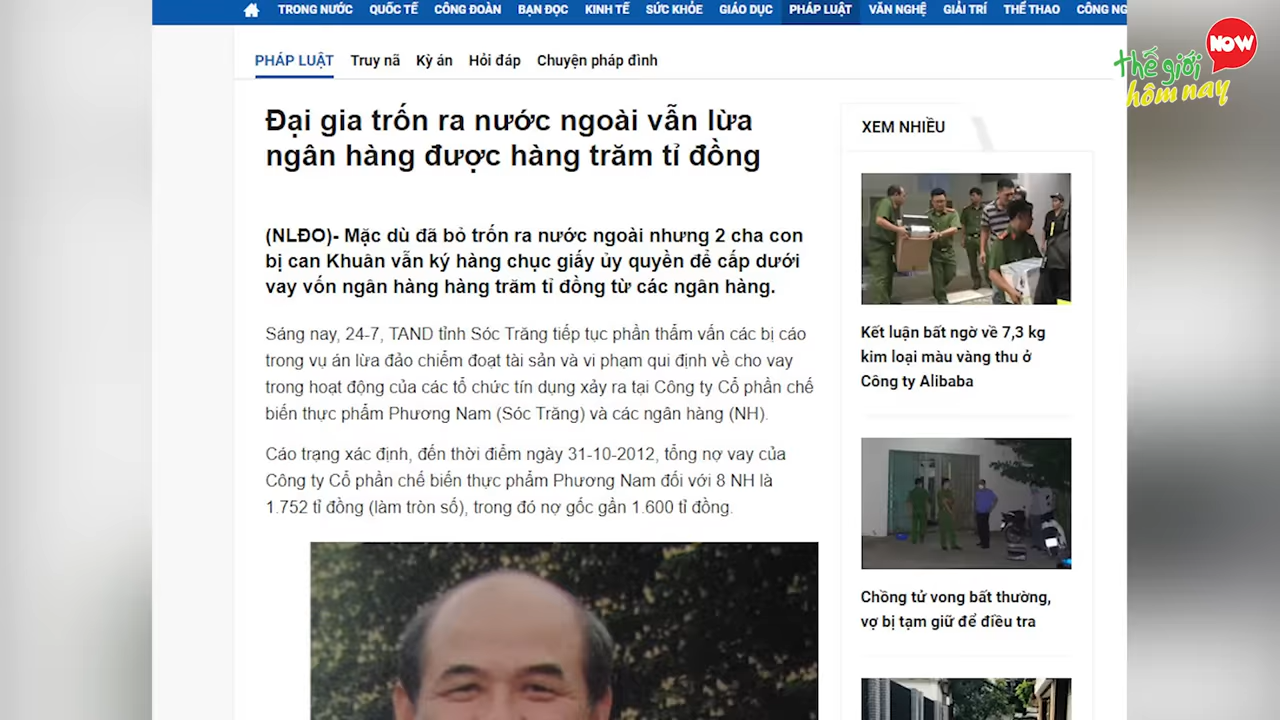 TRONG NƯỚC QUỐC TẾ CÔNG ĐOÀN BẠN ĐỌC KINH TẾ SỨC KHỎE GIÁO DỤC PHÁP LUẬT VĂN NGHỆ GIẢI TRÍ THỂ THAO CÔNG NG
NOW
thế giới
hôm nay
PHÁP LUẬT Truy nã Kỳ án Hỏi đáp Chuyện pháp đình
Đại gia trốn ra nước ngoài vẫn lừa
ngân hàng được hàng trăm tỉ đồng
(NLĐO)- Mặc dù đã bỏ trốn ra nước ngoài nhưng 2 cha con
bị can Khuân vẫn ký hàng chục giấy ủy quyền để cấp dưới
vay vốn ngân hàng hàng trăm tỉ đồng từ các ngân hàng.
Sáng nay, 24-7, TAND tỉnh Sóc Trăng tiếp tục phần thẩm vấn các bị cáo
trong vụ án lừa đảo chiếm đoạt tài sản và vi phạm qui định về cho vay
trong hoạt động của các tổ chức tín dụng xảy ra tại Công ty Cổ phần chế
biến thực phẩm Phương Nam (Sóc Trăng) và các ngân hàng (NH).
Cáo trạng xác định, đến thời điểm ngày 31-10-2012, tổng nợ vay của
Công ty Cổ phần chế biến thực phẩm Phương Nam đối với 8 NH là
1.752 tỉ đồng (làm tròn số), trong đó nợ gốc gần 1.600 tỉ đồng.
XEM NHIỀU
Kết luận bất ngờ về 7,3 kg
kim loại màu vàng thu ở
Công ty Alibaba
Chồng tử vong bất thường,
vợ bị tạm giữ để điều tra